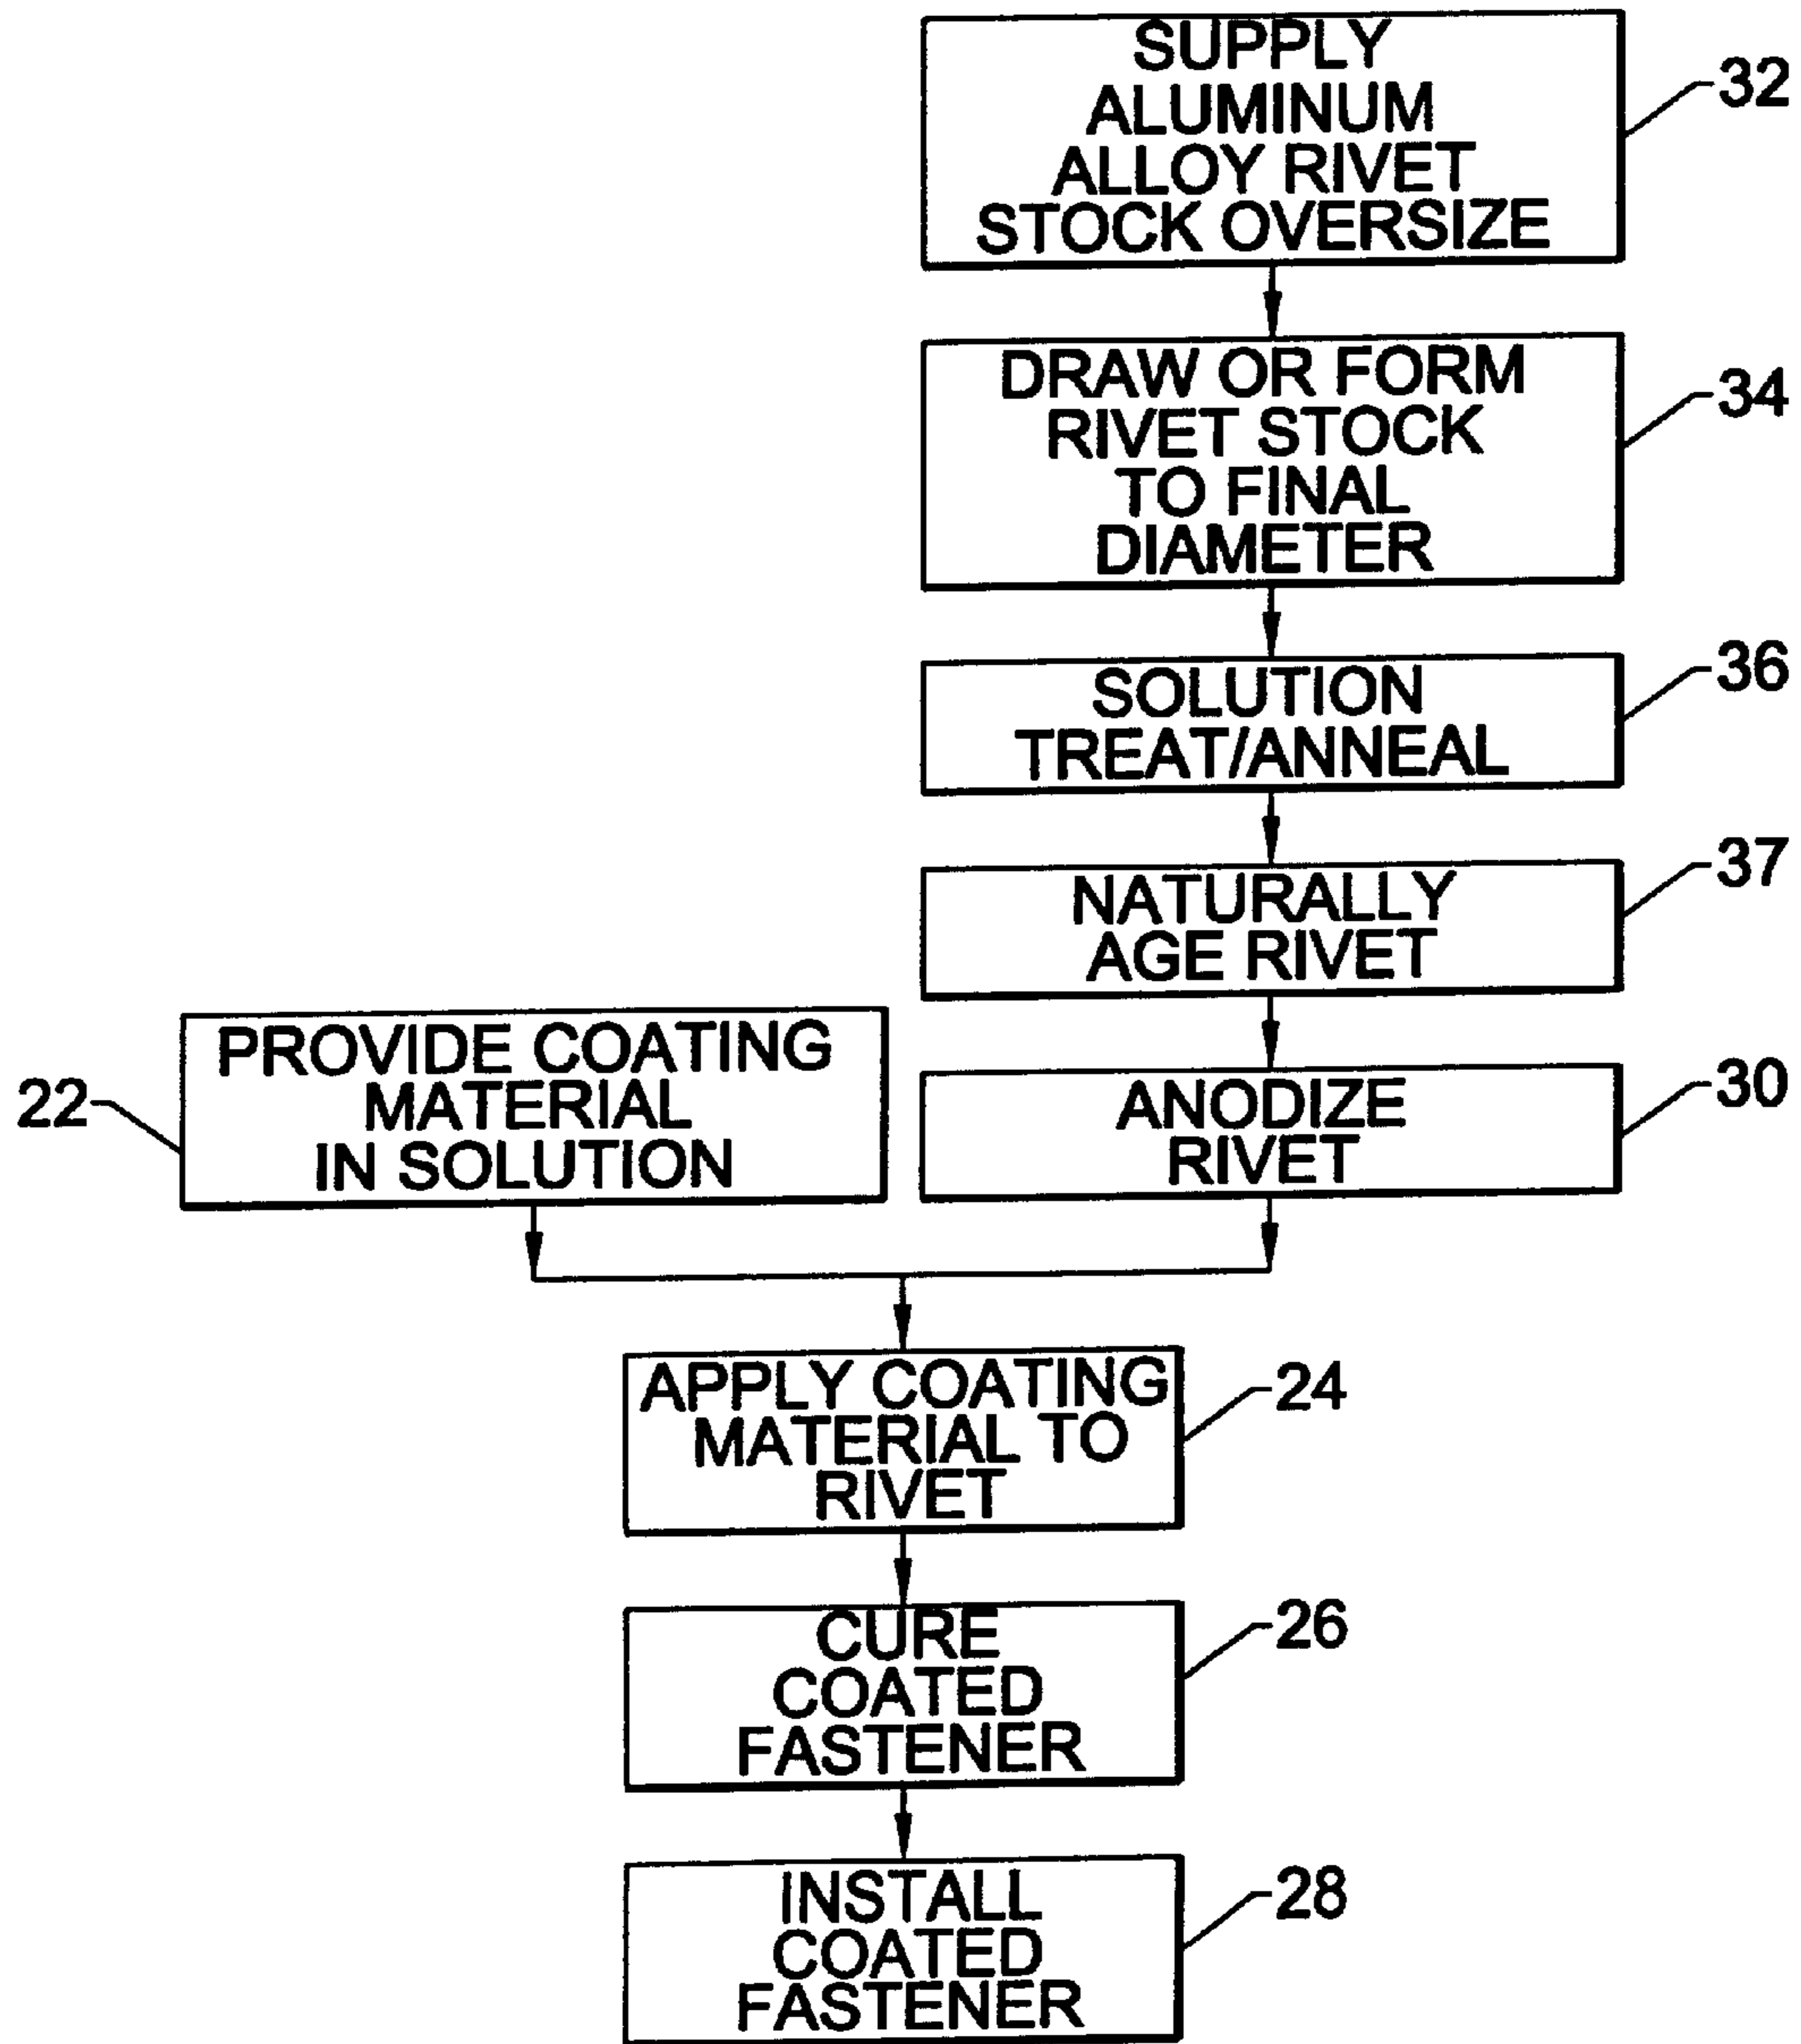 SUPPLY
ALUMINUM
ALLOY RIVET
STOCK OVERSIZE
32
DRAW OR FORM
RIVET STOCK
TO FINAL
DIAMETER
34
SOLUTION
TREAT/ANNEAL
36
NATURALLY
AGE RIVET
37
PROVIDE COATING
MATERIAL
IN SOLUTION
22
ANODIZE
RIVET
30
APPLY COATING
MATERIAL TO
RIVET
24
CURE
COATED
FASTENER
26
INSTALL
COATED
FASTENER
28